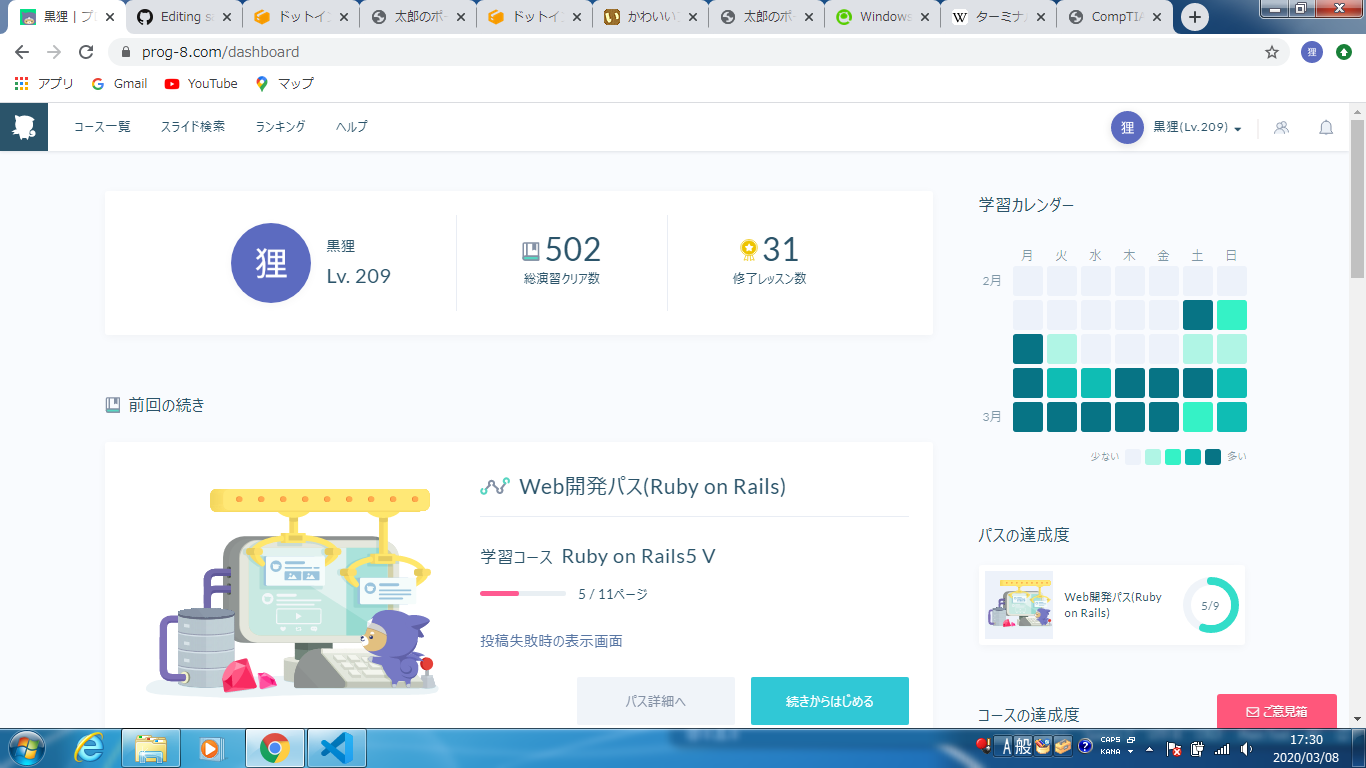 黒狸 | プ
Editing s
ドットイン
太郎のポー
ドットイン
かわいい
太郎のポー
Windows
W ターミナル
CompTIA
prog-8.com/dashboard
狸
アプリ Gmail YouTube マップ
コース一覧 スライド検索 ランキング ヘルプ
狸 黒狸(Lv.209)
狸
黒狸
Lv. 209
502
総演習クリア数
31
修了レッスン数
学習カレンダー
月 火 水 木 金 土 日
2月
3月
少ない 多い
前回の続き
Web開発パス(Ruby on Rails)
学習コース Ruby on Rails5 V
5 / 11ページ
投稿失敗時の表示画面
パス詳細へ
続きからはじめる
パスの達成度
Web開発パス(Ruby
on Rails)
5/9
コースの達成度
ご意見箱
A 般
CAPS
KANA
17:30
2020/03/08